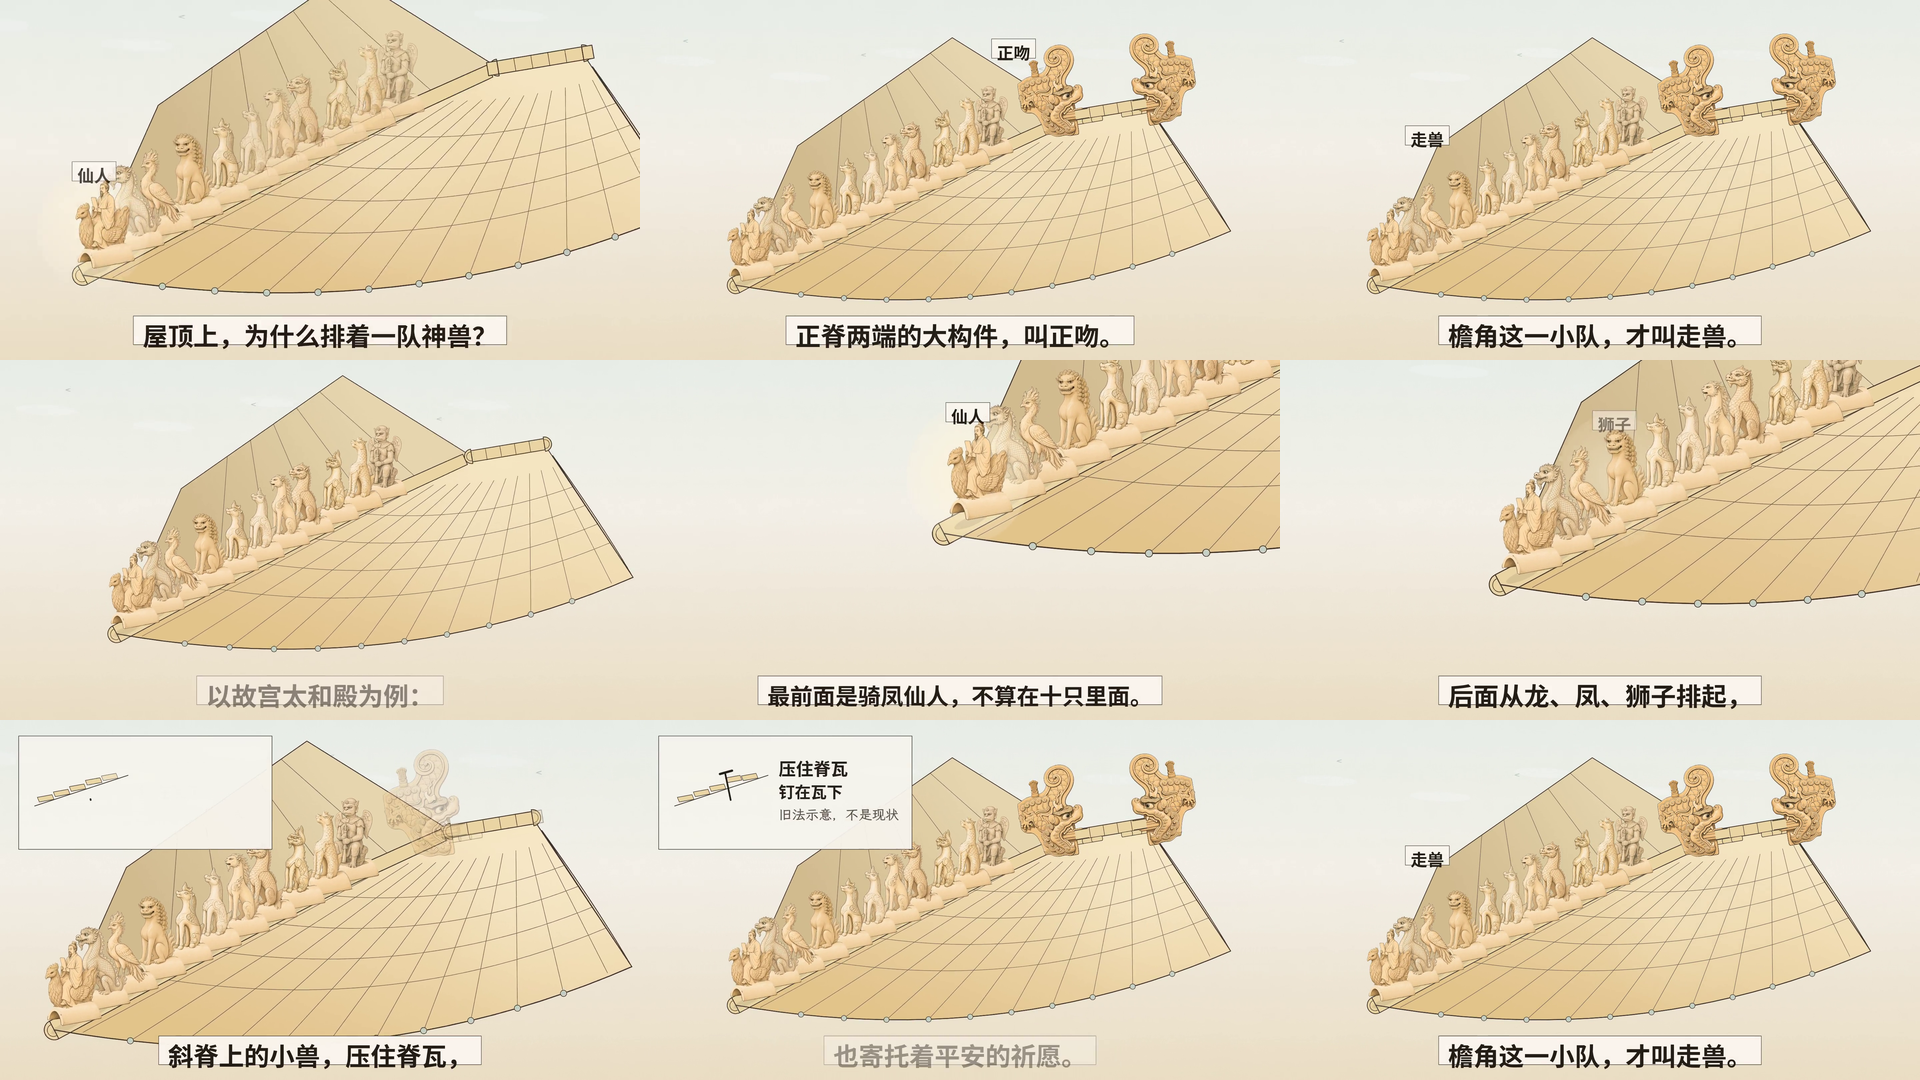 仙人
屋顶上，为什么排着一队神兽？
正吻
正脊两端的大构件，叫正吻。
走兽
檐角这一小队，才叫走兽。
以故宫太和殿为例：
仙人
最前面是骑凤仙人，不算在十只里面。
狮子
后面从龙、凤、狮子排起，
斜脊上的小兽，压住脊瓦，
压住脊瓦
钉在瓦下
旧法示意，不是现状
也寄托着平安的祈愿。
走兽
檐角这一小队，才叫走兽。